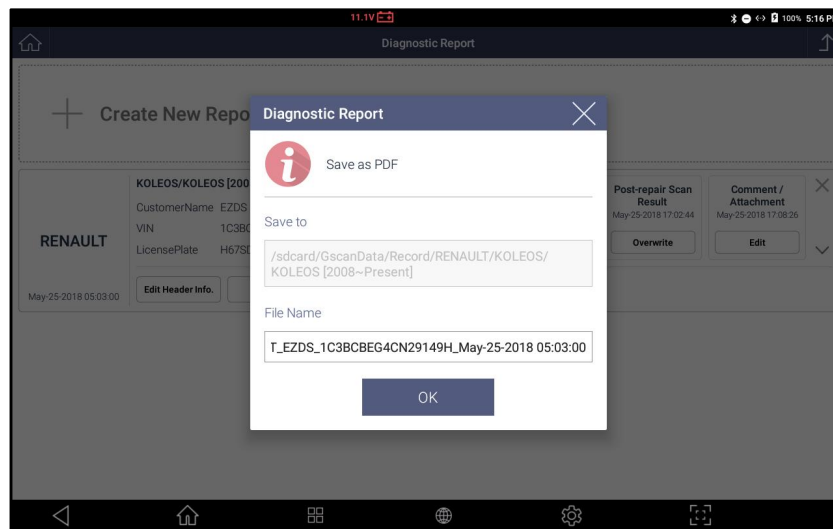 11.1V
100% 5:16 P
Diagnostic Report
Create New Repo
Diagnostic Report
Save as PDF
Save to
/sdcard/GscanData/Record/RENAULT/KOLEOS/
KOLEOS [2008~Present]
File Name
T_EZDS_1C3BCBEG4CN29149H_May-25-2018 05:03:00
OK
RENAULT
May-25-2018 05:03:00
KOLEOS/KOLEOS [200
CustomerName EZDS
VIN 1C3BC
LicensePlate H67SD
Edit Header Info.
Post-repair Scan
Result
May-25-2018 17:02:44
Overwrite
Comment /
Attachment
May-25-2018 17:08:26
Edit